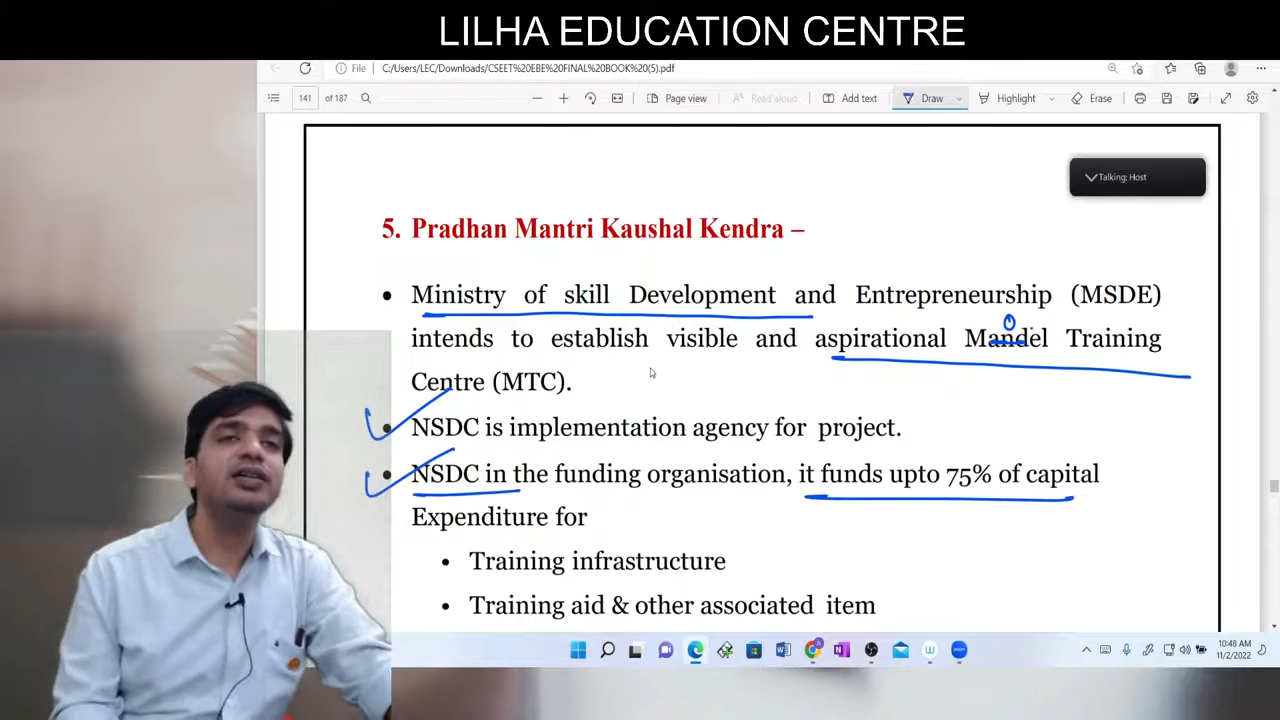 LILHA EDUCATION CENTRE
File C:/Users/LEC/Downloads/CSEET%20EBE%20FINAL%20BOOK%20(5).pdf
141 of 187 Page view Read aloud Add text Draw Highlight Erase
Talking: Host
5. Pradhan Mantri Kaushal Kendra –
• Ministry of skill Development and Entrepreneurship (MSDE)
o
intends to establish visible and aspirational Mandel Training
Centre (MTC).
• NSDC is implementation agency for project.
• NSDC in the funding organisation, it funds upto 75% of capital
Expenditure for
• Training infrastructure
• Training aid & other associated item
10:48 AM
11/2/2022